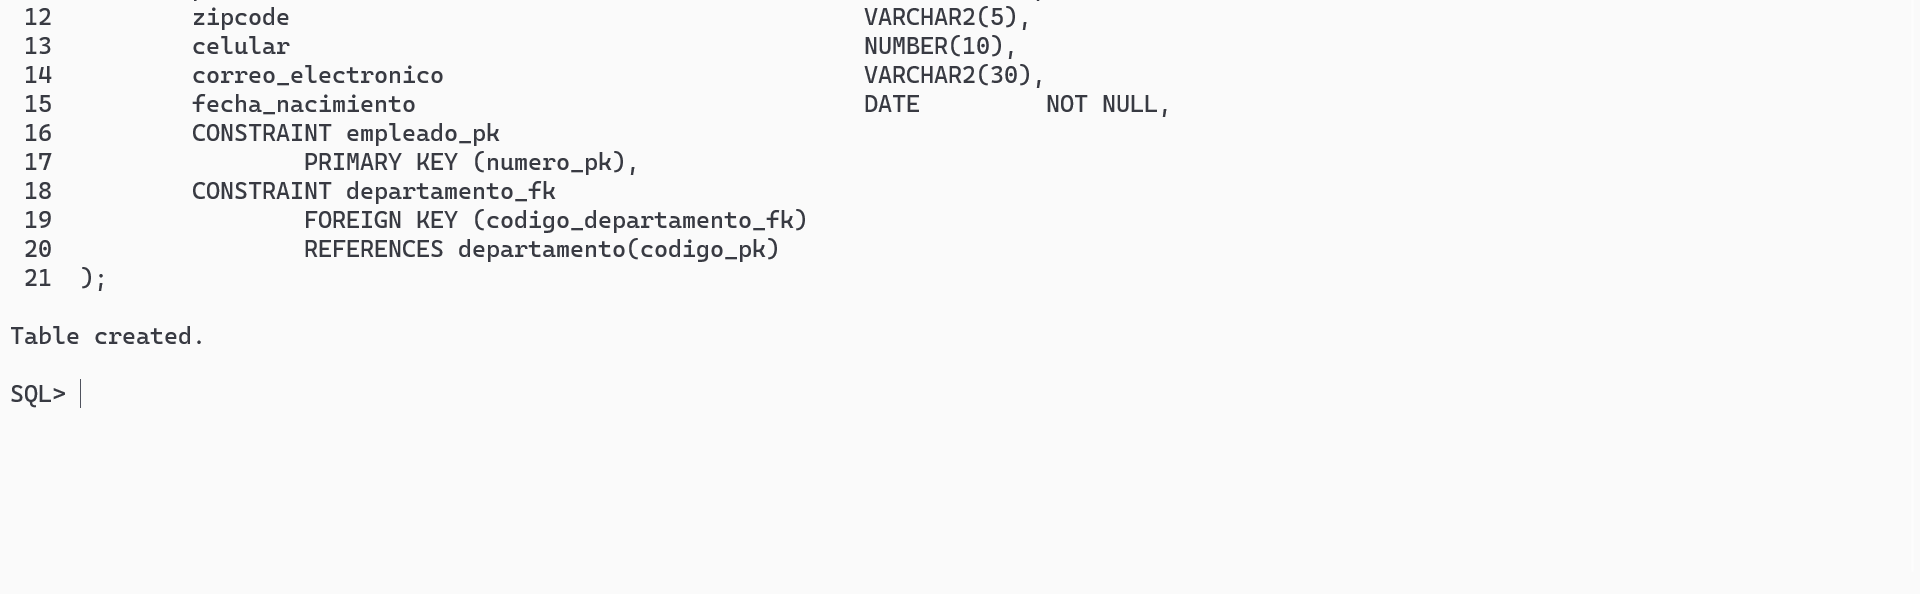 12 zipcode VARCHAR2(5),
13 celular NUMBER(10),
14 correo_electronico VARCHAR2(30),
15 fecha_nacimiento DATE NOT NULL,
16 CONSTRAINT empleado_pk
17 PRIMARY KEY (numero_pk),
18 CONSTRAINT departamento_fk
19 FOREIGN KEY (codigo_departamento_fk)
20 REFERENCES departamento(codigo_pk)
21 );
Table created.
SQL>